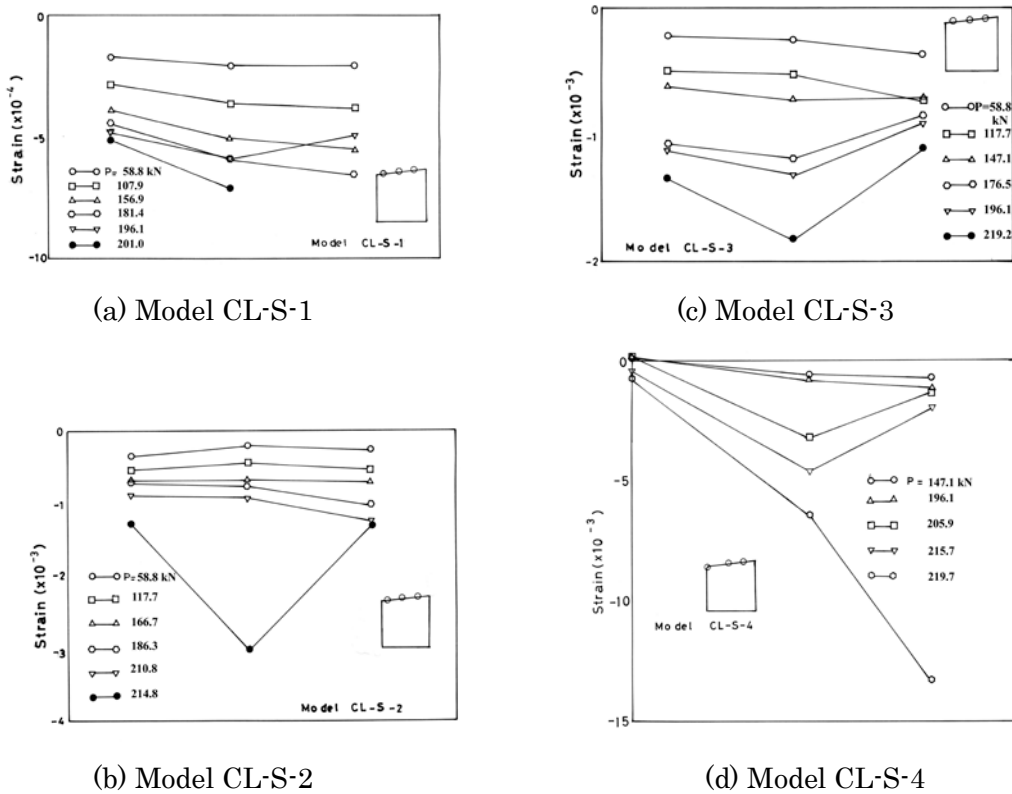 0
-5
-10
Strain (x10⁻⁴)
P= 58.8 kN
107.9
156.9
181.4
196.1
201.0
Model CL-S-1
(a) Model CL-S-1
0
-1
-2
Strain (x10⁻³)
P=58.8
kN
117.7
147.1
176.5
196.1
219.2
Model CL-S-3
(c) Model CL-S-3
0
-1
-2
-3
-4
Strain (x10⁻³)
P=58.8 kN
117.7
166.7
186.3
210.8
214.8
Model CL-S-2
(b) Model CL-S-2
0
-5
-10
-15
Strain (x10⁻³)
P = 147.1 kN
196.1
205.9
215.7
219.7
Model CL-S-4
(d) Model CL-S-4